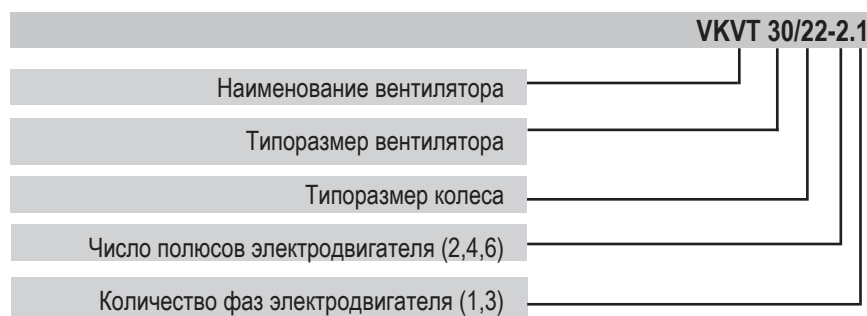 VKVT 30/22-2.1
Наименование вентилятора
Типоразмер вентилятора
Типоразмер колеса
Число полюсов электродвигателя (2,4,6)
Количество фаз электродвигателя (1,3)